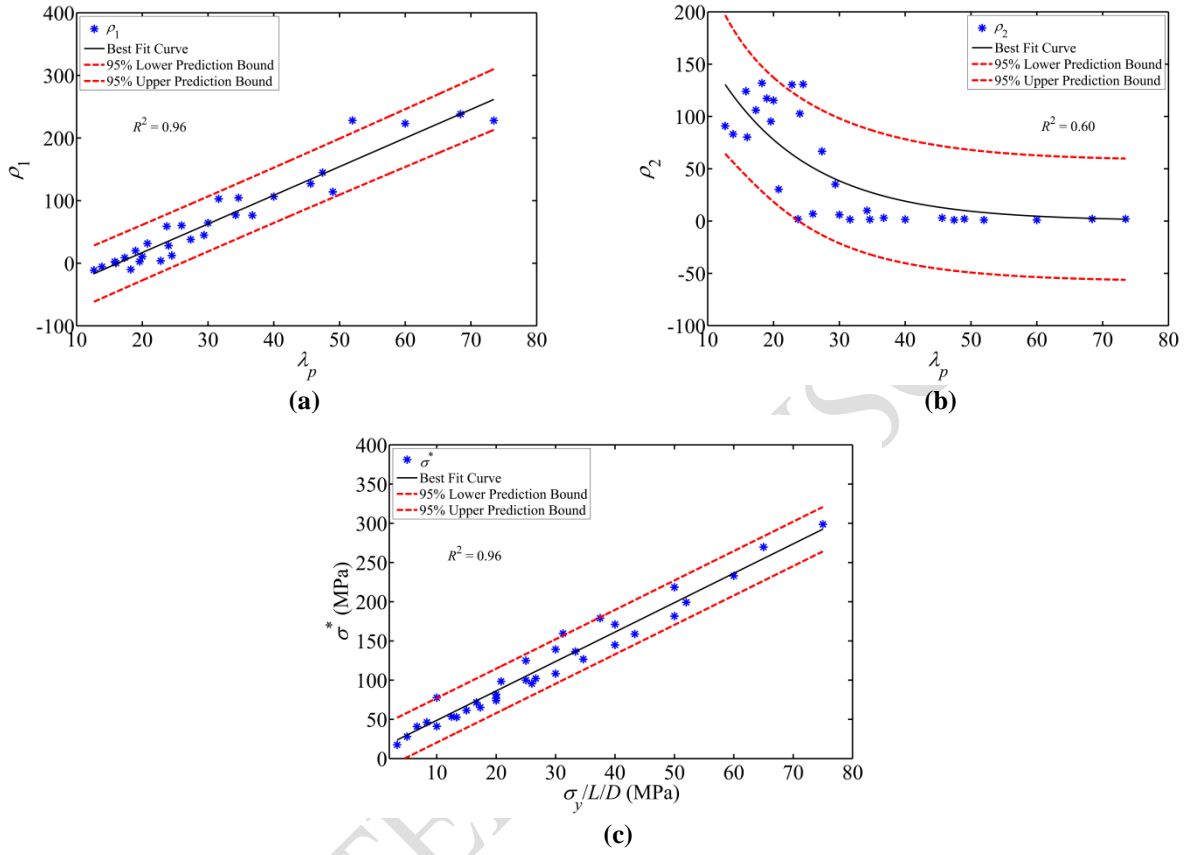 400
300
200
100
0
-100
ρ1
* ρ1
Best Fit Curve
95% Lower Prediction Bound
95% Upper Prediction Bound
R² = 0.96
10 20 30 40 50 60 70 80
λp
(a)
200
150
100
50
0
-50
-100
ρ2
* ρ2
Best Fit Curve
95% Lower Prediction Bound
95% Upper Prediction Bound
R² = 0.60
10 20 30 40 50 60 70 80
λp
(b)
400
350
300
250
200
150
100
50
0
σ* (MPa)
* σ*
Best Fit Curve
95% Lower Prediction Bound
95% Upper Prediction Bound
R² = 0.96
10 20 30 40 50 60 70 80
σy/L/D (MPa)
(c)